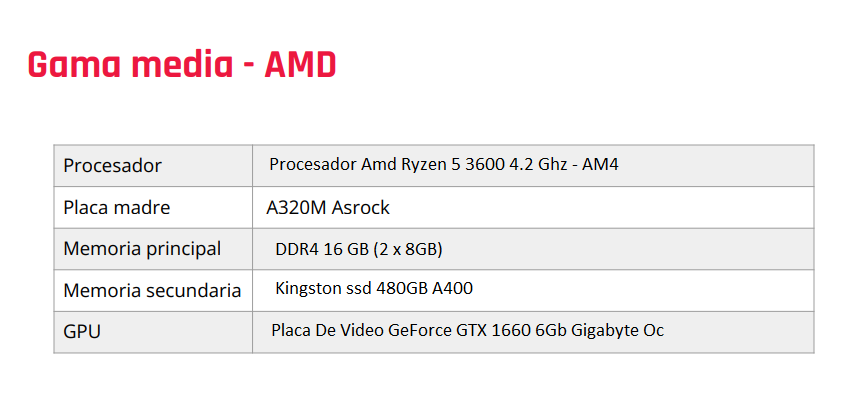 Gama media - AMD
Procesador Procesador Amd Ryzen 5 3600 4.2 Ghz - AM4
Placa madre A320M Asrock
Memoria principal DDR4 16 GB (2 x 8GB)
Memoria secundaria Kingston ssd 480GB A400
GPU Placa De Video GeForce GTX 1660 6Gb Gigabyte Oc